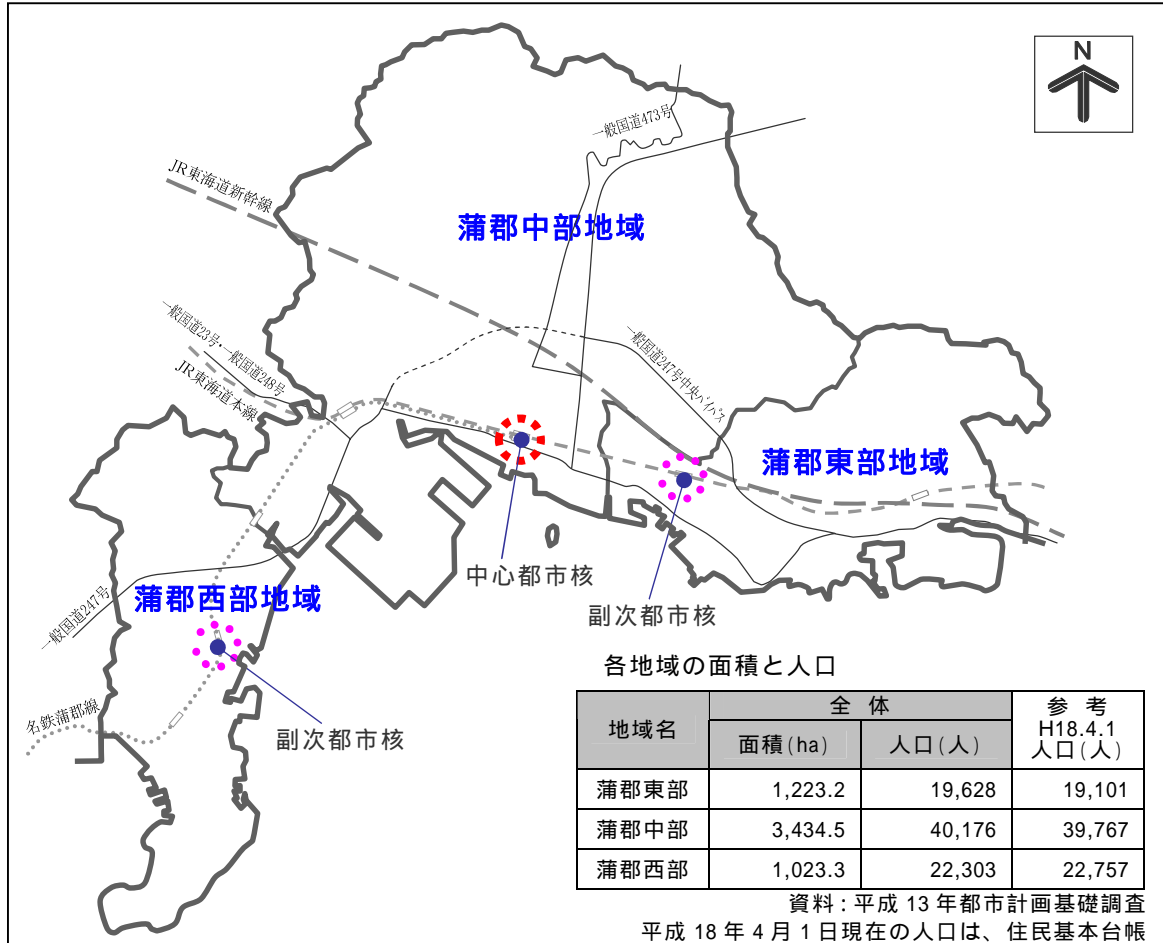 N
一般国道473号
JR東海道新幹線
蒲郡中部地域
一般国道23号・一般国道248号
JR東海道本線
一般国道247号中央バイパス
蒲郡東部地域
中心都市核
副次都市核
一般国道247号
蒲郡西部地域
名鉄蒲郡線
副次都市核
各地域の面積と人口
地域名 全体 参考 H18.4.1 人口(人)
面積(ha) 人口(人)
蒲郡東部 1,223.2 19,628 19,101
蒲郡中部 3,434.5 40,176 39,767
蒲郡西部 1,023.3 22,303 22,757
資料:平成13年都市計画基礎調査
平成18年4月1日現在の人口は、住民基本台帳